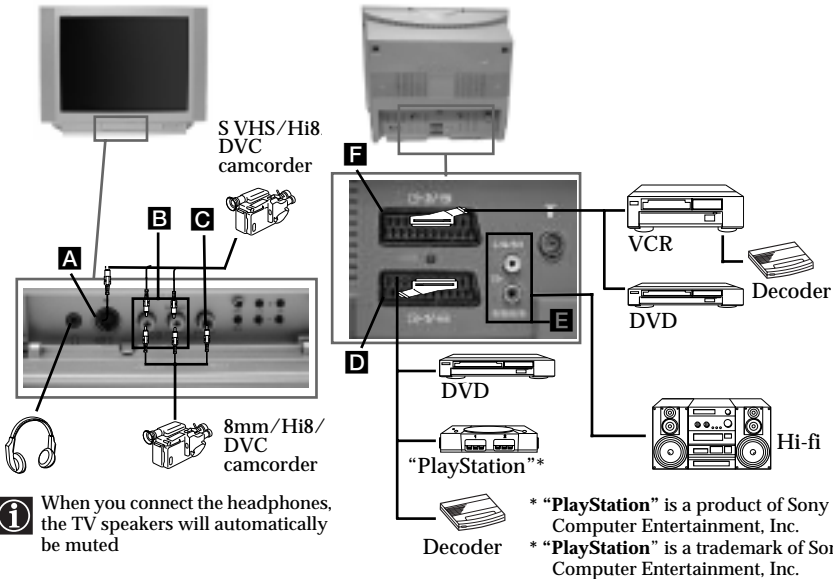 S VHS/Hi8
DVC
camcorder
F
B
C
A
VCR
Decoder
DVD
E
D
DVD
8mm/Hi8/
DVC
camcorder
“PlayStation”*
Hi-fi
Decoder
When you connect the headphones,
the TV speakers will automatically
be muted
* “PlayStation” is a product of Sony
Computer Entertainment, Inc.
* “PlayStation” is a trademark of Son
Computer Entertainment, Inc.